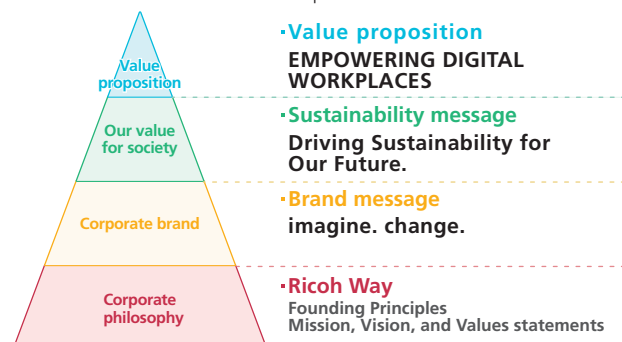 Value
proposition
·Value proposition
EMPOWERING DIGITAL
WORKPLACES
Our value
for society
·Sustainability message
Driving Sustainability for
Our Future.
Corporate brand
·Brand message
imagine. change.
Corporate
philosophy
·Ricoh Way
Founding Principles
Mission, Vision, and Values statements